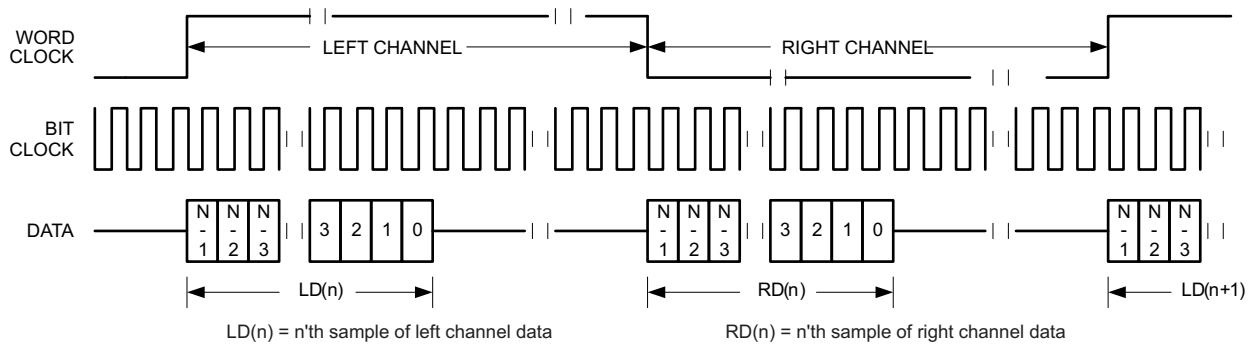 WORD
CLOCK
LEFT CHANNEL
RIGHT CHANNEL
BIT
CLOCK
DATA
N
-
1
N
-
2
N
-
3
3
2
1
0
N
-
1
N
-
2
N
-
3
3
2
1
0
N
-
1
N
-
2
N
-
3
LD(n)
RD(n)
LD(n+1)
LD(n) = n'th sample of left channel data
RD(n) = n'th sample of right channel data